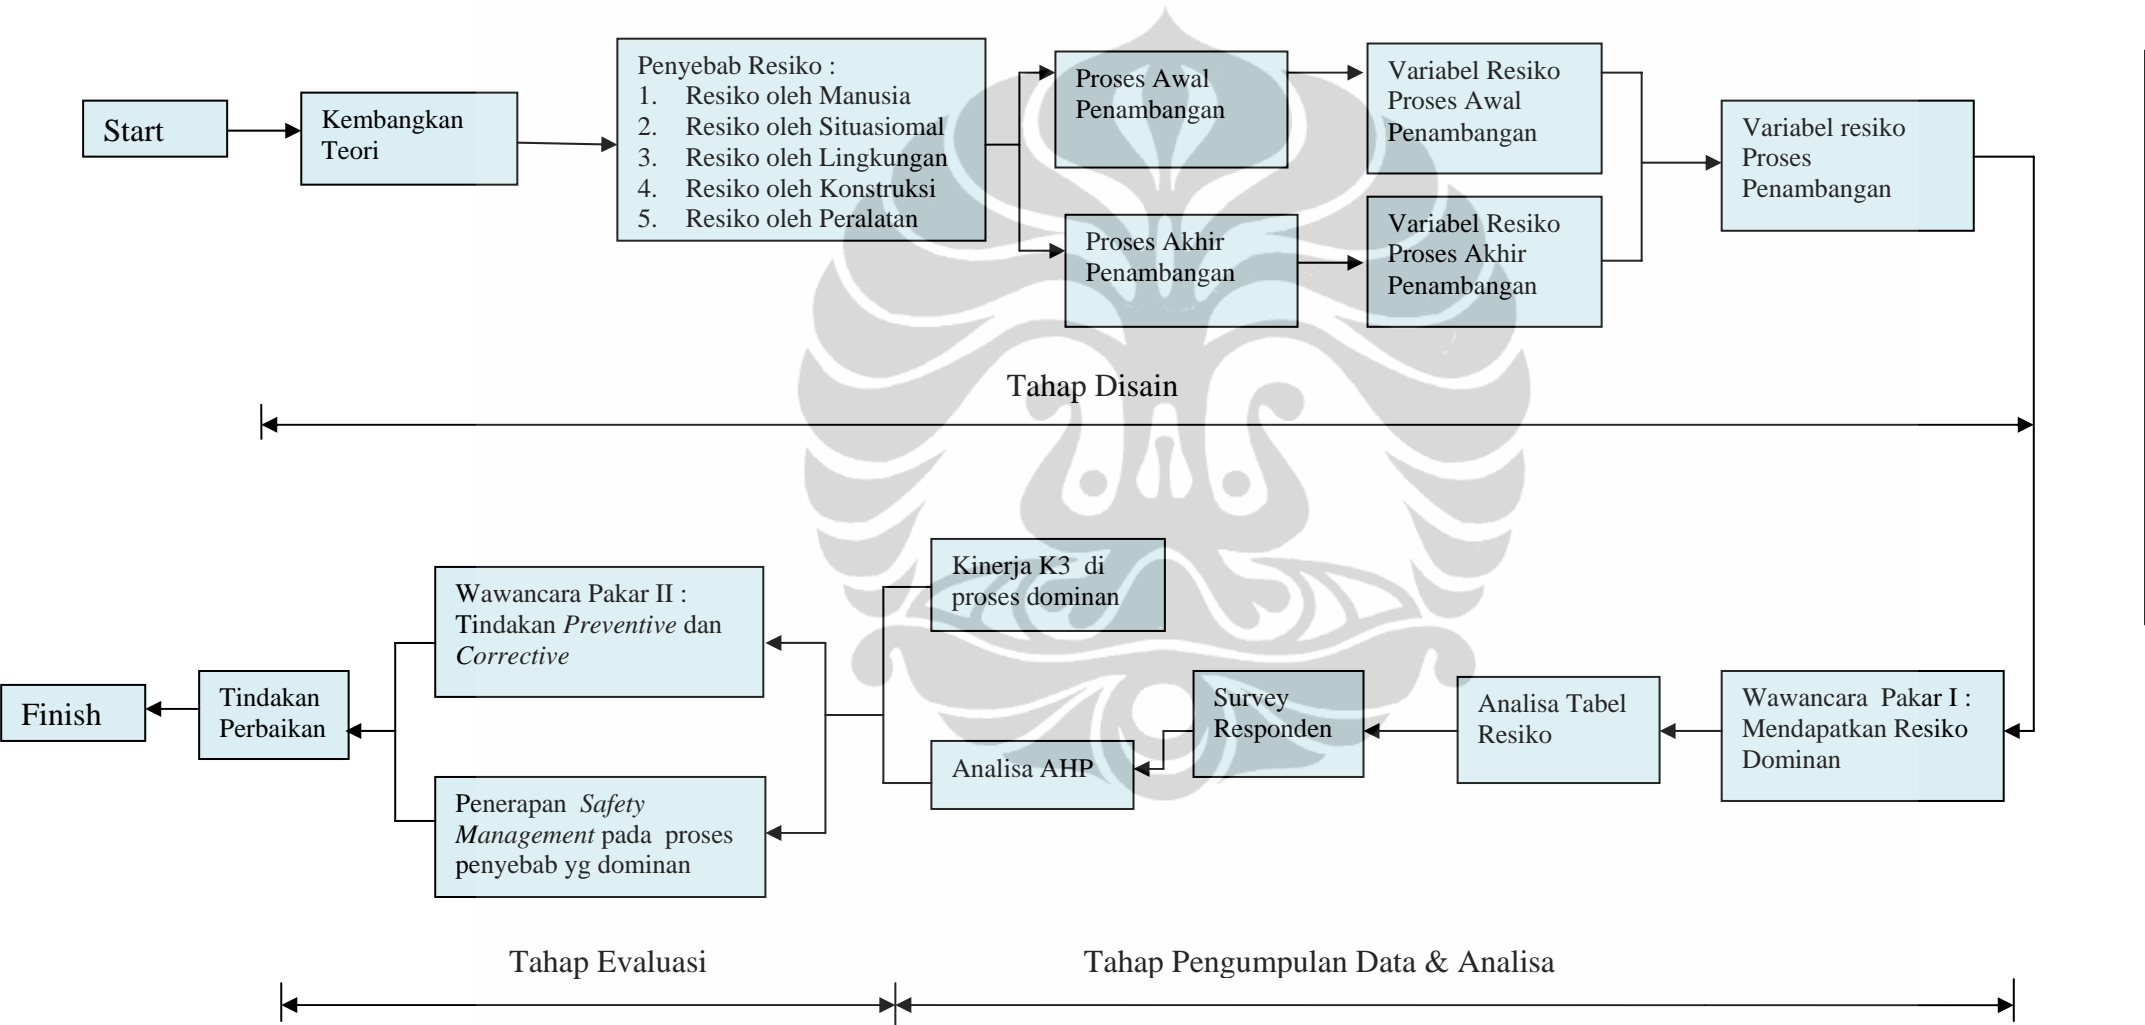 Start
Kembangkan
Teori
Penyebab Resiko :
1. Resiko oleh Manusia
2. Resiko oleh Situasiomal
3. Resiko oleh Lingkungan
4. Resiko oleh Konstruksi
5. Resiko oleh Peralatan
Proses Awal
Penambangan
Proses Akhir
Penambangan
Variabel Resiko
Proses Awal
Penambangan
Variabel Resiko
Proses Akhir
Penambangan
Variabel resiko
Proses
Penambangan
Tahap Disain
Wawancara Pakar I :
Mendapatkan Resiko
Dominan
Analisa Tabel
Resiko
Survey
Responden
Analisa AHP
Kinerja K3 di
proses dominan
Wawancara Pakar II :
Tindakan Preventive dan
Corrective
Penerapan Safety
Management pada proses
penyebab yg dominan
Tindakan
Perbaikan
Finish
Tahap Evaluasi
Tahap Pengumpulan Data & Analisa